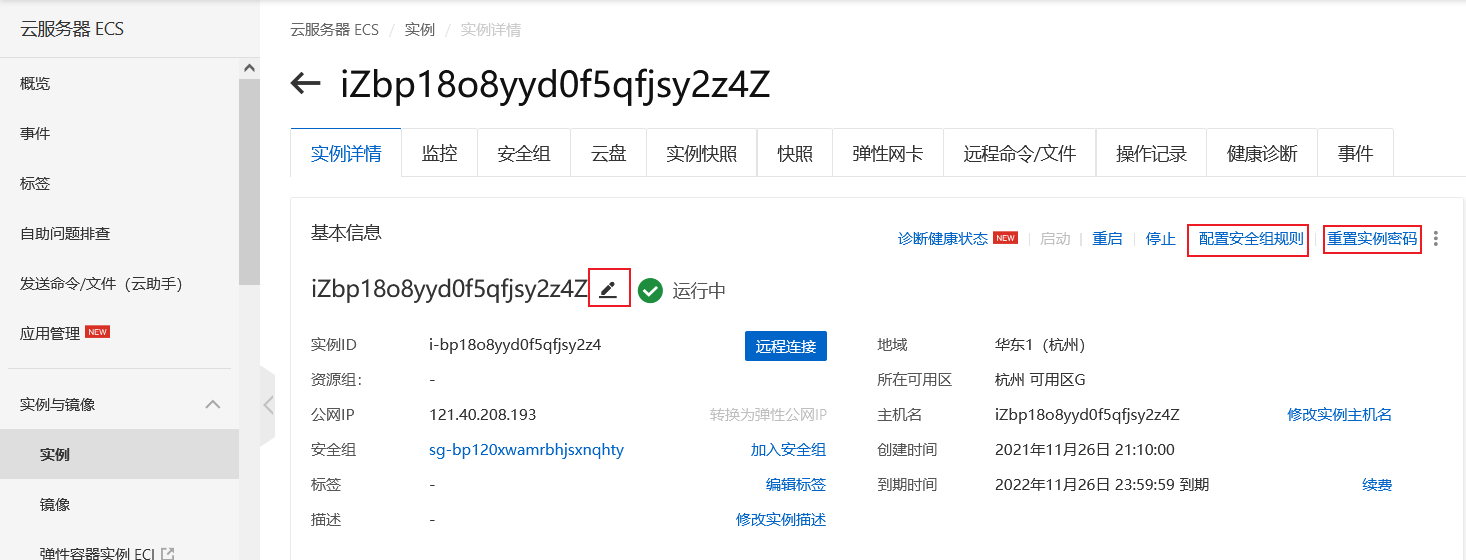 云服务器 ECS
概览
事件
标签
自助问题排查
发送命令/文件（云助手）
应用管理 NEW
实例与镜像
实例
镜像
弹性容器实例 ECI
云服务器 ECS / 实例 / 实例详情
iZbp18o8yyd0f5qfjsy2z4Z
实例详情 监控 安全组 云盘 实例快照 快照 弹性网卡 远程命令/文件 操作记录 健康诊断 事件
基本信息
诊断健康状态 NEW 启动 重启 停止 配置安全组规则 重置实例密码
iZbp18o8yyd0f5qfjsy2z4Z 运行中
实例ID i-bp18o8yyd0f5qfjsy2z4 远程连接 地域 华东1（杭州）
资源组: - 所在可用区 杭州 可用区G
公网IP 121.40.208.193 转换为弹性公网IP 主机名 iZbp18o8yyd0f5qfjsy2z4Z 修改实例主机名
安全组 sg-bp120xwamrbhjsxnqhty 加入安全组 创建时间 2021年11月26日 21:10:00
标签 - 编辑标签 到期时间 2022年11月26日 23:59:59 到期 续费
描述 - 修改实例描述